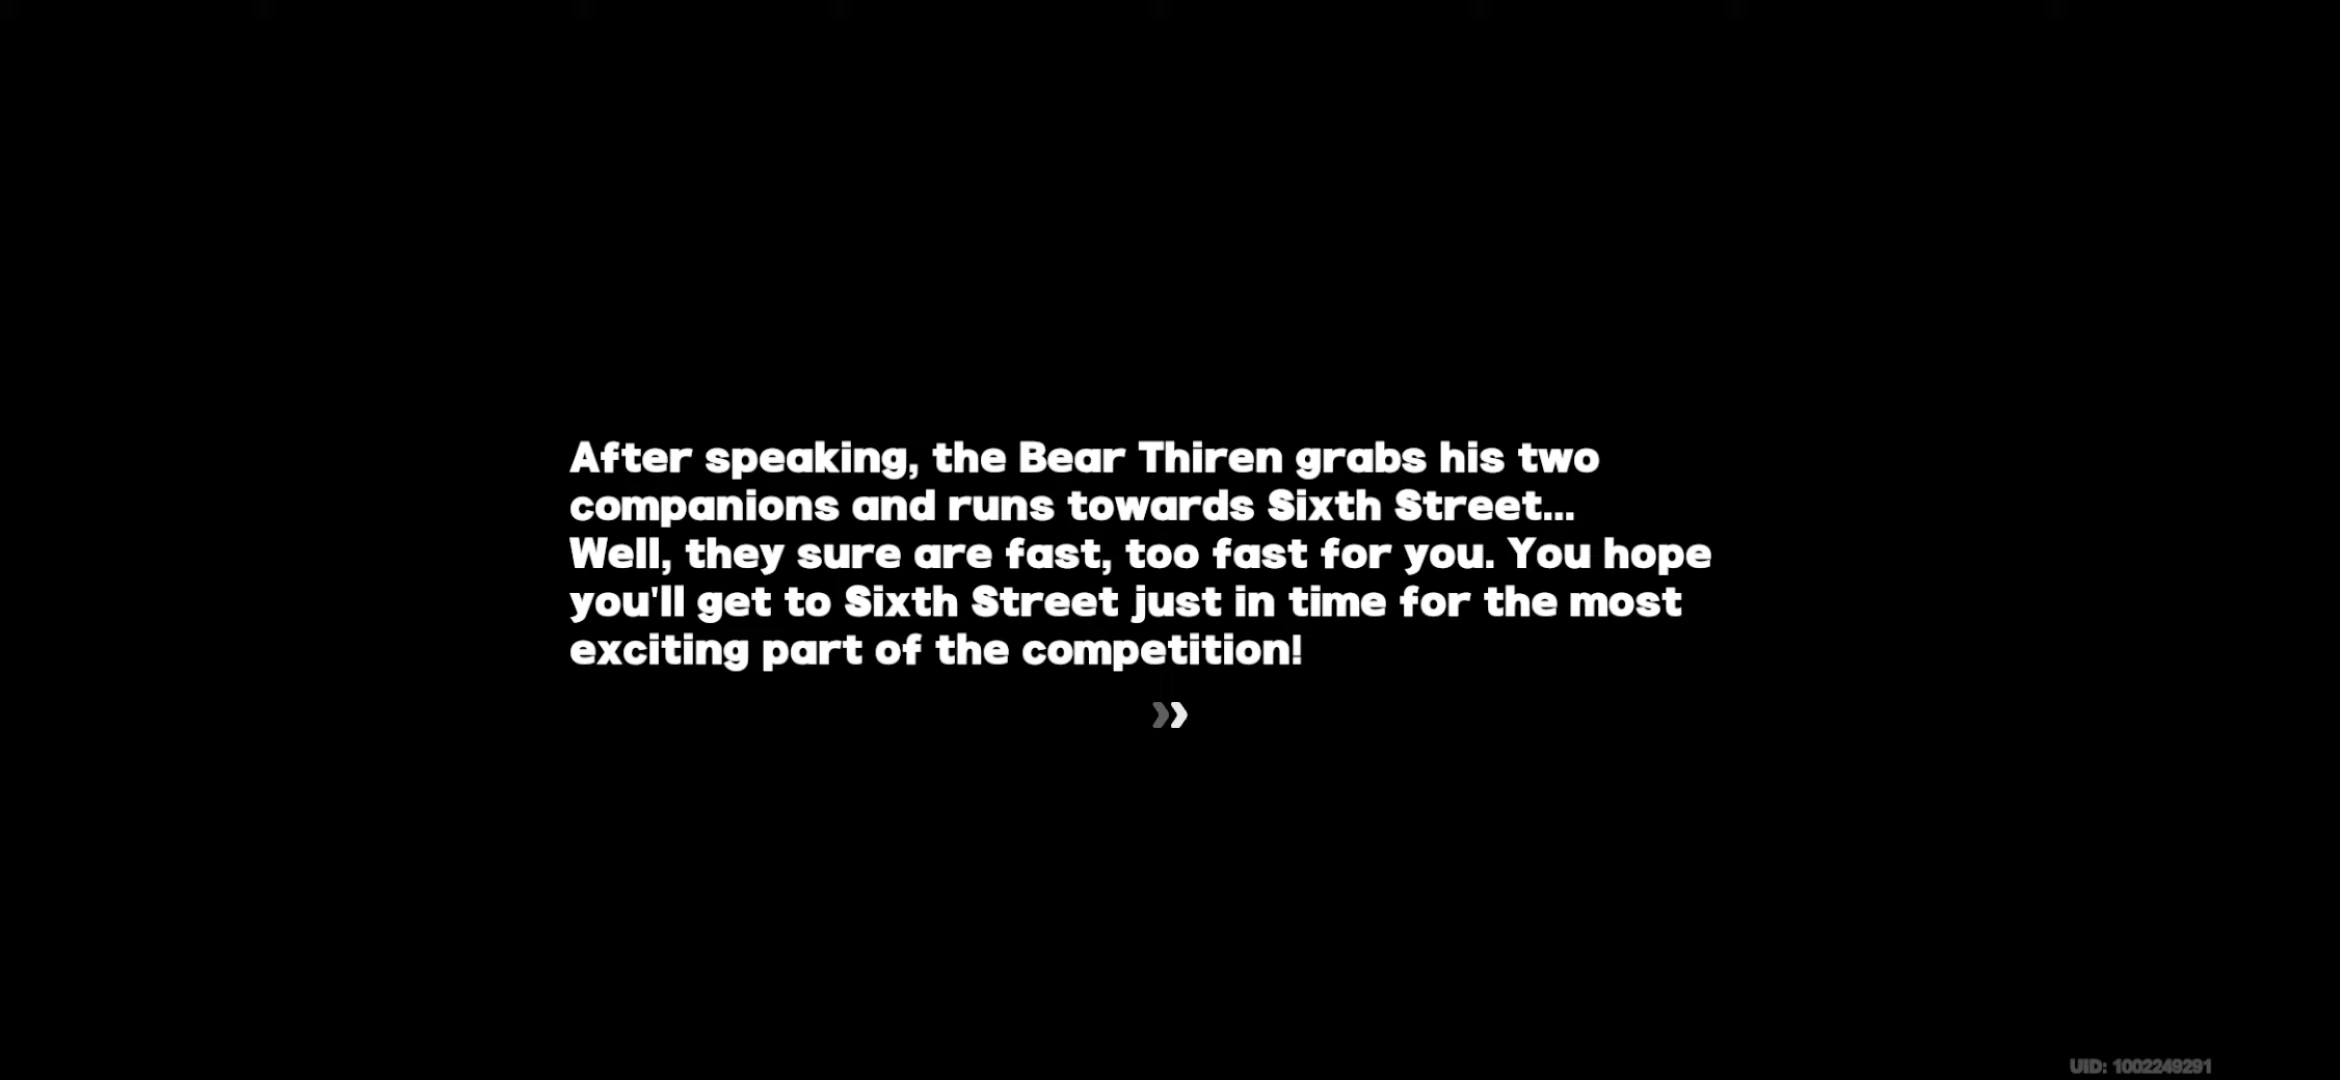 After speaking, the Bear Thiren grabs his two
companions and runs towards Sixth Street...
Well, they sure are fast, too fast for you. You hope
you'll get to Sixth Street just in time for the most
exciting part of the competition!
UID: 1002249291